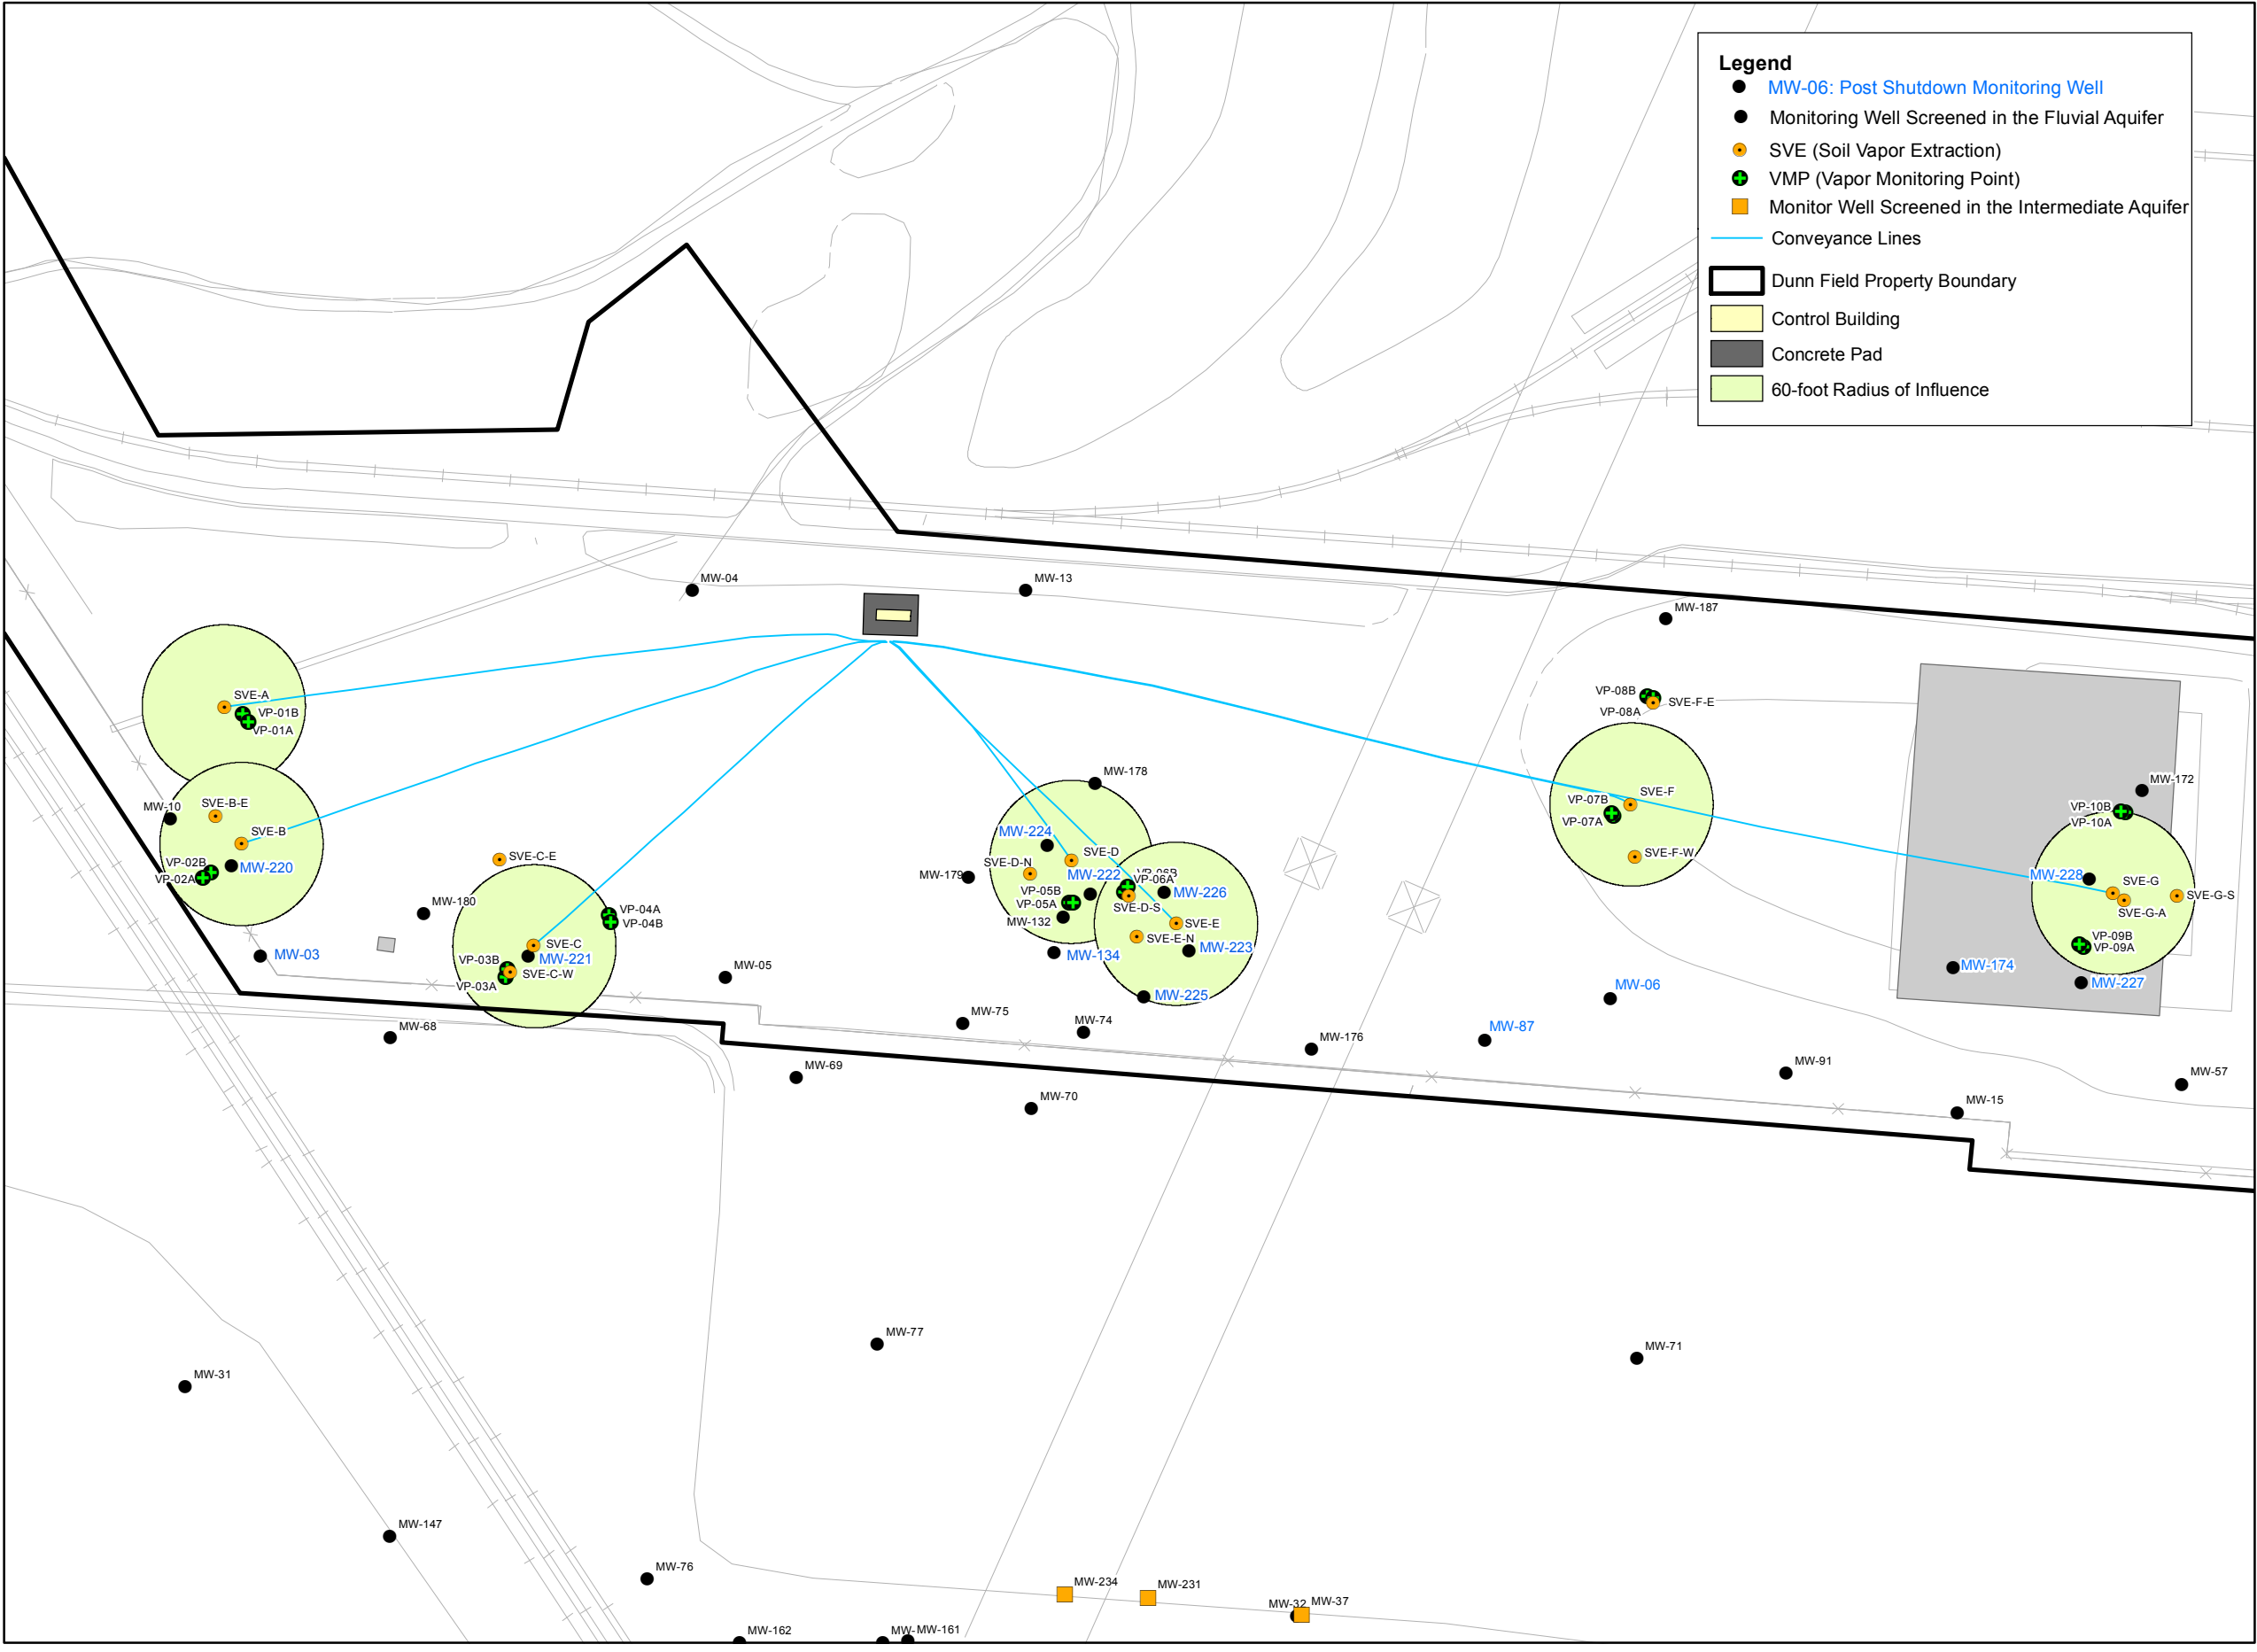 Legend
MW-06: Post Shutdown Monitoring Well
Monitoring Well Screened in the Fluvial Aquifer
SVE (Soil Vapor Extraction)
VMP (Vapor Monitoring Point)
Monitor Well Screened in the Intermediate Aquifer
Conveyance Lines
Dunn Field Property Boundary
Control Building
Concrete Pad
60-foot Radius of Influence
MW-04
MW-13
MW-187
SVE-A
VP-01B
VP-01A
VP-08B
SVE-F-E
VP-08A
MW-178
MW-172
MW-10
SVE-B-E
SVE-B
VP-02B
MW-220
VP-02A
SVE-C-E
MW-180
VP-04A
VP-04B
MW-03
SVE-C
MW-221
VP-03B
SVE-C-W
VP-03A
MW-05
MW-224
SVE-D
SVE-D-N
MW-222
VP-06B
VP-06A
MW-179
VP-05B
VP-05A
MW-226
SVE-D-S
MW-132
SVE-E
SVE-E-N
MW-223
MW-134
MW-225
VP-07B
SVE-F
VP-07A
SVE-F-W
VP-10B
VP-10A
MW-228
SVE-G
SVE-G-S
SVE-G-A
VP-09B
VP-09A
MW-174
MW-227
MW-06
MW-87
MW-68
MW-75
MW-74
MW-176
MW-69
MW-70
MW-91
MW-57
MW-15
MW-77
MW-71
MW-31
MW-147
MW-76
MW-234
MW-231
MW-32
MW-37
MW-162
MW-
MW-161